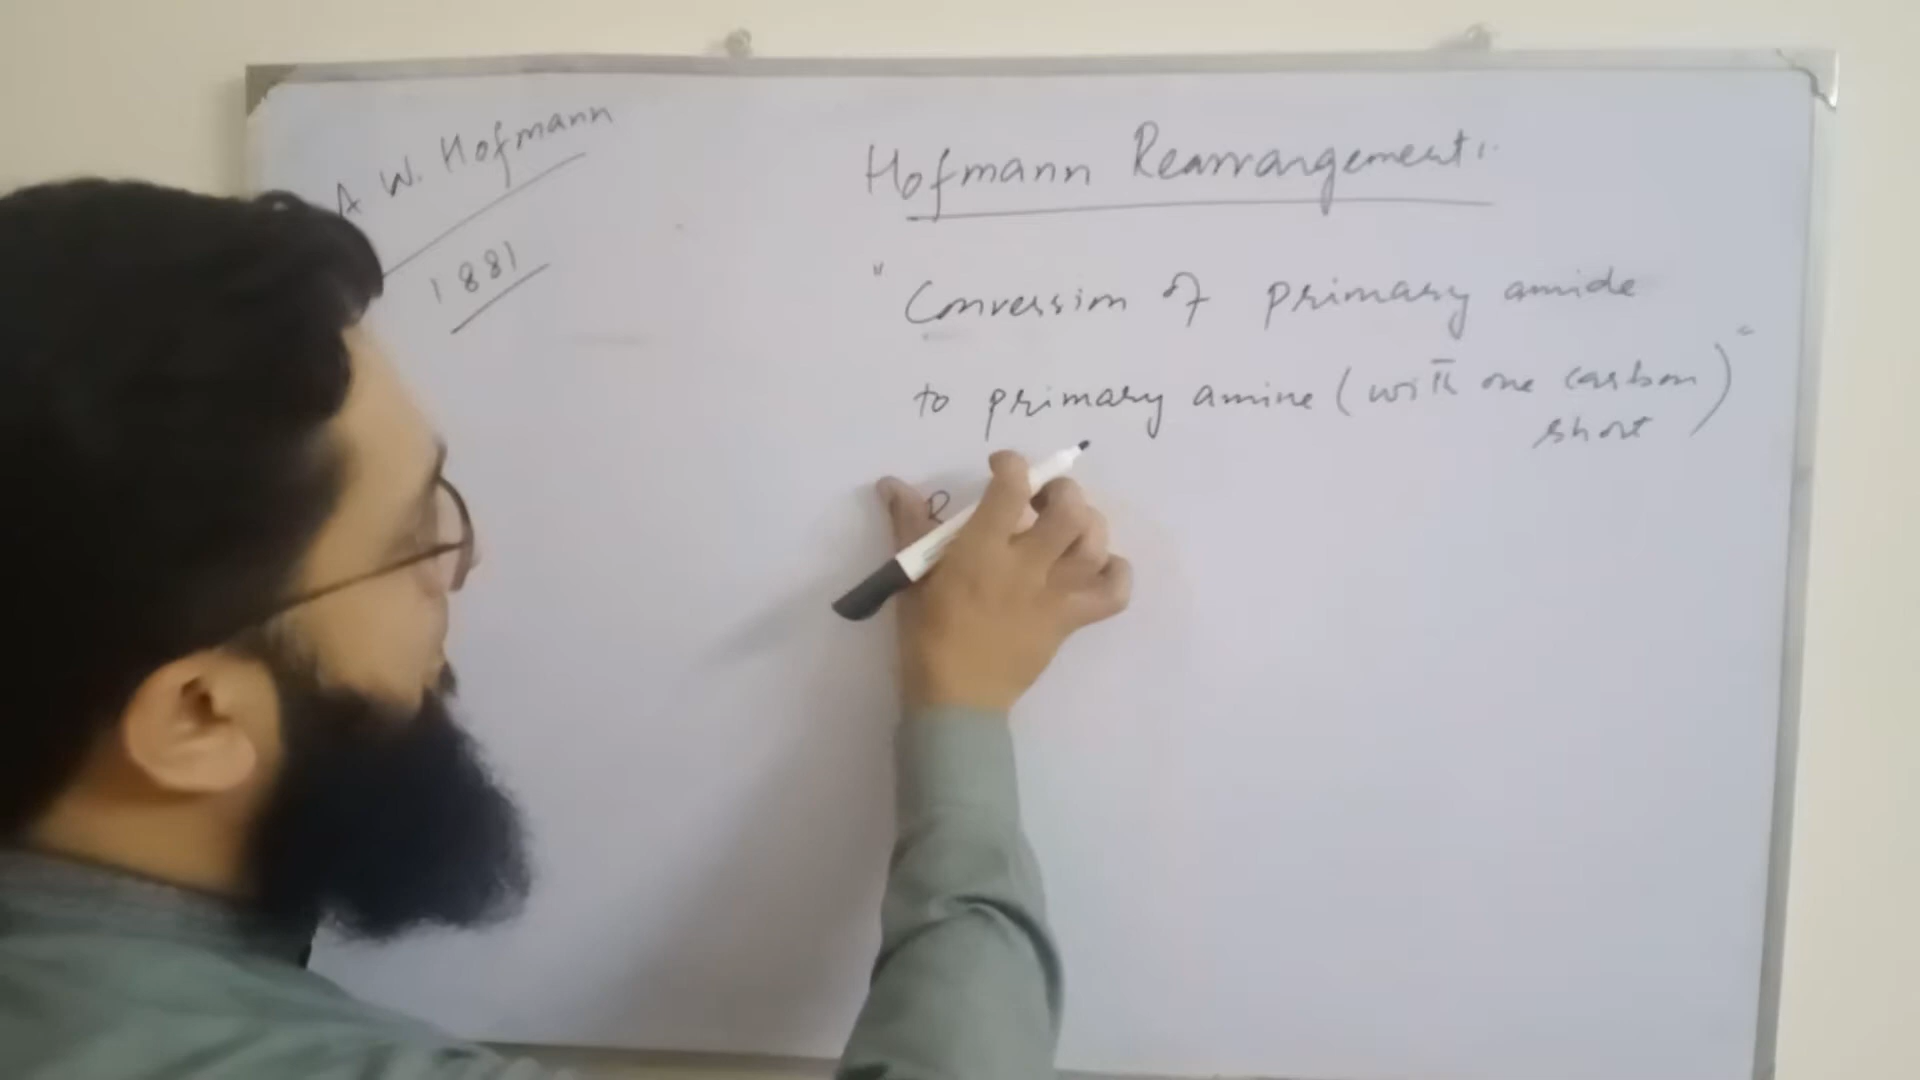 A W. Hofmann
1881
Hofmann Rearrangement:
"Conversion of primary amide
to primary amine (with one carbon)"
short
R